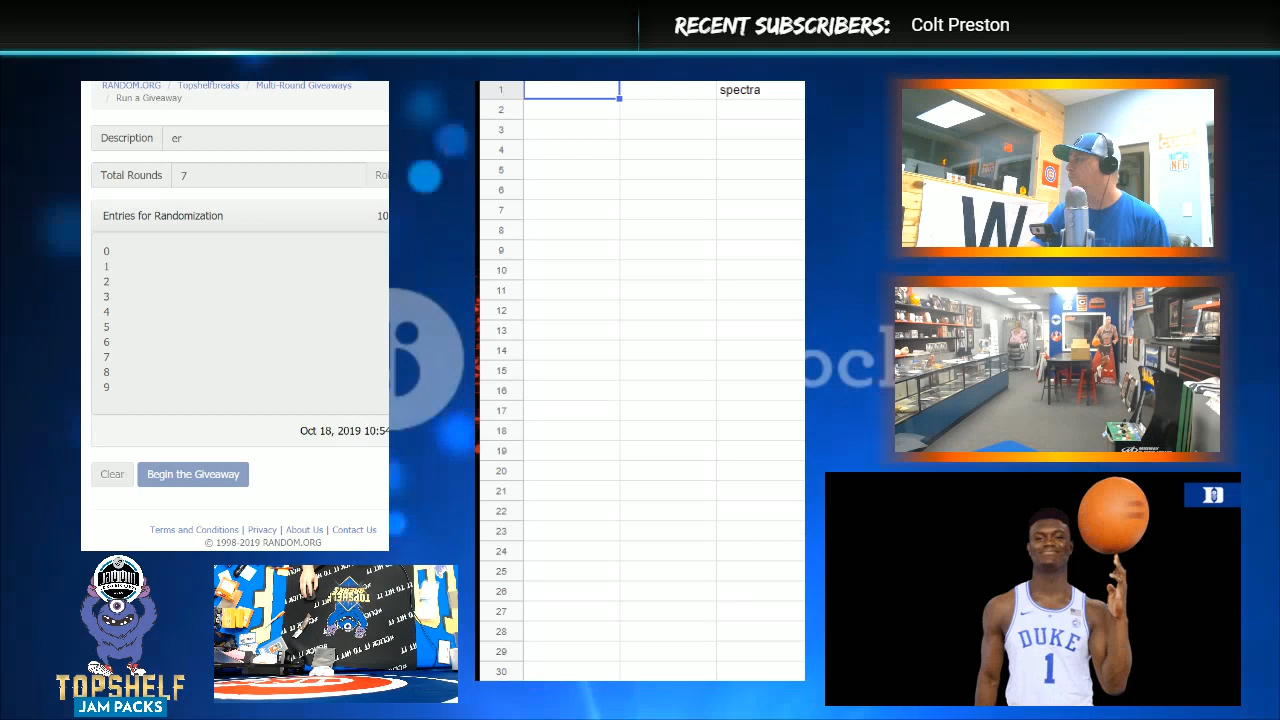 RECENT SUBSCRIBERS: Colt Preston
RANDOM.ORG / Topshelfbreaks / Multi-Round Giveaways
/ Run a Giveaway
Description er
Total Rounds 7
Entries for Randomization 10
0
1
2
3
4
5
6
7
8
9
Oct 18, 2019 10:54
Clear Begin the Giveaway
Terms and Conditions | Privacy | About Us | Contact Us
© 1998-2019 RANDOM.ORG
TOPSHELF
JAM PACKS
TOPSHELF
1 spectra
2
3
4
5
6
7
8
9
10
11
12
13
14
15
16
17
18
19
20
21
22
23
24
25
26
27
28
29
30
W
NFL
D
DUKE
1